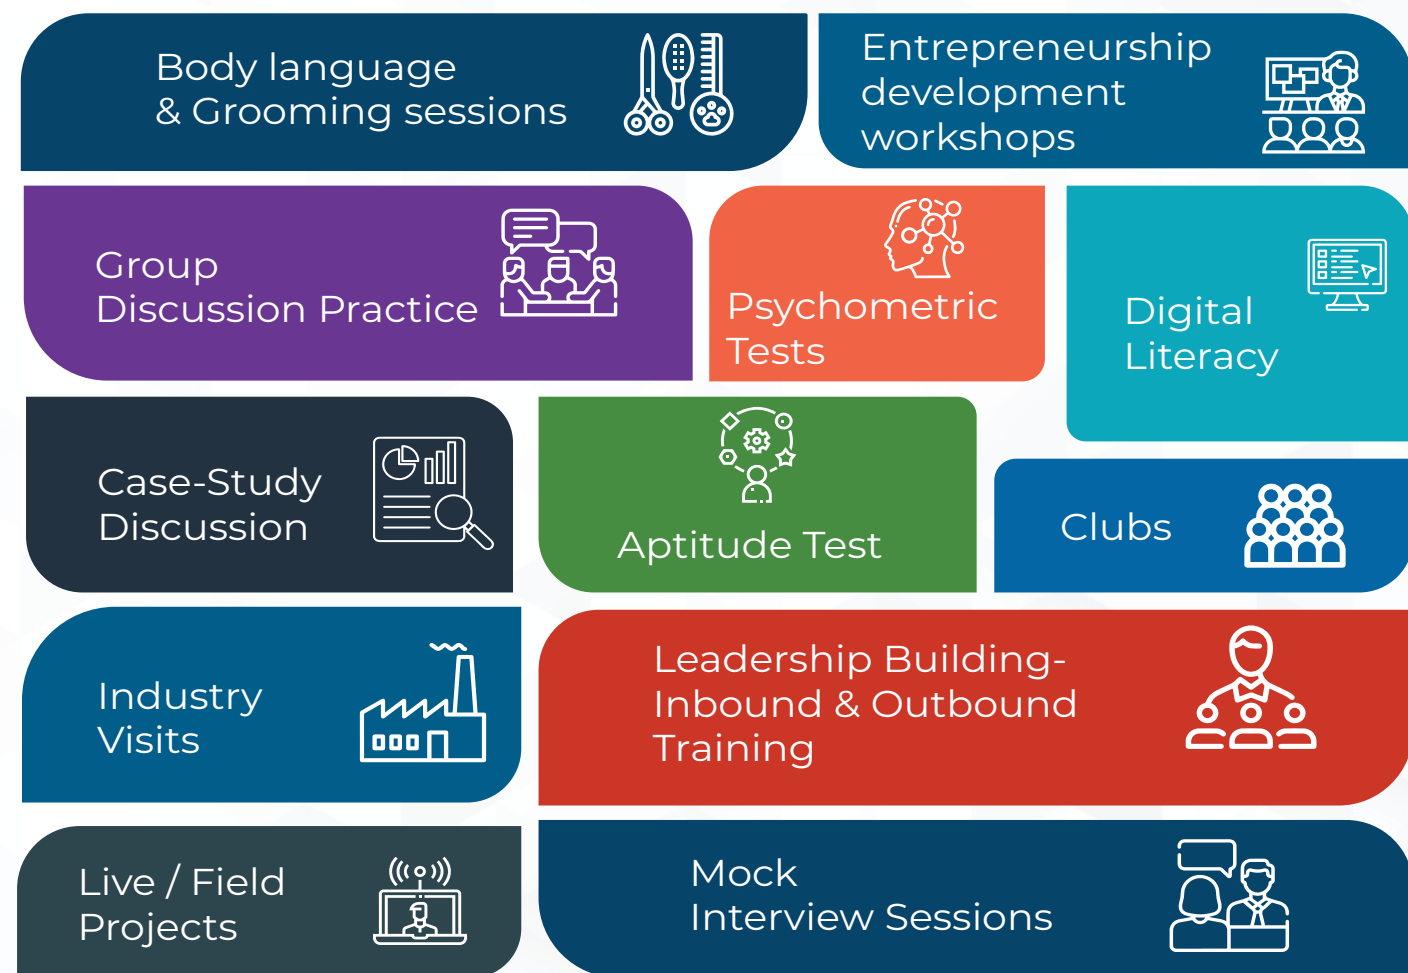 Body language
& Grooming sessions
Entrepreneurship
development
workshops
Group
Discussion Practice
Psychometric
Tests
Digital
Literacy
Case-Study
Discussion
Aptitude Test
Clubs
Industry
Visits
Leadership Building-
Inbound & Outbound
Training
Live / Field
Projects
Mock
Interview Sessions